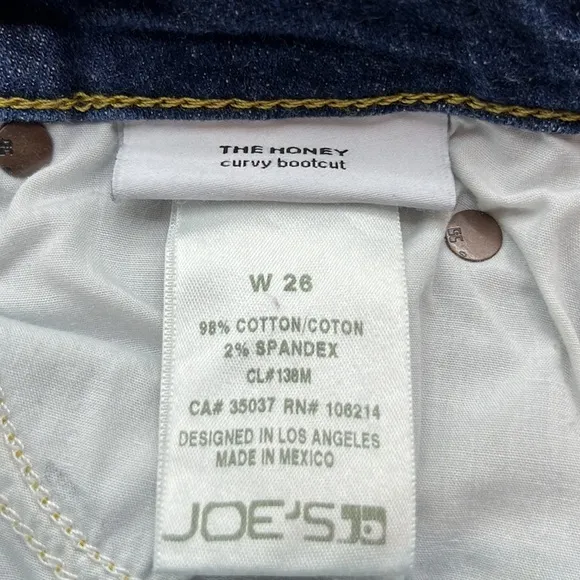 THE HONEY
curvy bootcut
W 26
98% COTTON/COTON
2% SPANDEX
CL#138M
CA# 35037 RN# 106214
DESIGNED IN LOS ANGELES
MADE IN MEXICO
JOE'S